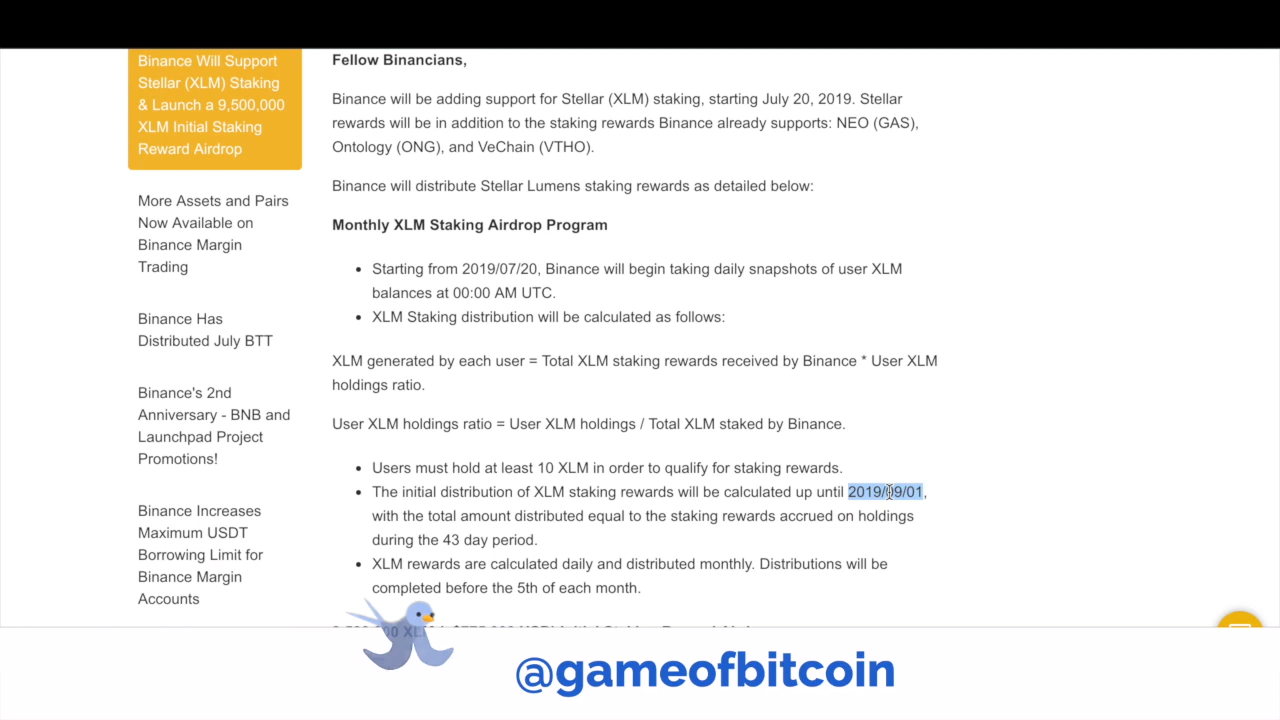 Binance Will Support
Stellar (XLM) Staking
& Launch a 9,500,000
XLM Initial Staking
Reward Airdrop
More Assets and Pairs
Now Available on
Binance Margin
Trading
Binance Has
Distributed July BTT
Binance's 2nd
Anniversary - BNB and
Launchpad Project
Promotions!
Binance Increases
Maximum USDT
Borrowing Limit for
Binance Margin
Accounts
Fellow Binancians,
Binance will be adding support for Stellar (XLM) staking, starting July 20, 2019. Stellar
rewards will be in addition to the staking rewards Binance already supports: NEO (GAS),
Ontology (ONG), and VeChain (VTHO).
Binance will distribute Stellar Lumens staking rewards as detailed below:
Monthly XLM Staking Airdrop Program
• Starting from 2019/07/20, Binance will begin taking daily snapshots of user XLM
balances at 00:00 AM UTC.
• XLM Staking distribution will be calculated as follows:
XLM generated by each user = Total XLM staking rewards received by Binance * User XLM
holdings ratio.
User XLM holdings ratio = User XLM holdings / Total XLM staked by Binance.
• Users must hold at least 10 XLM in order to qualify for staking rewards.
• The initial distribution of XLM staking rewards will be calculated up until 2019/09/01,
with the total amount distributed equal to the staking rewards accrued on holdings
during the 43 day period.
• XLM rewards are calculated daily and distributed monthly. Distributions will be
completed before the 5th of each month.
@gameofbitcoin